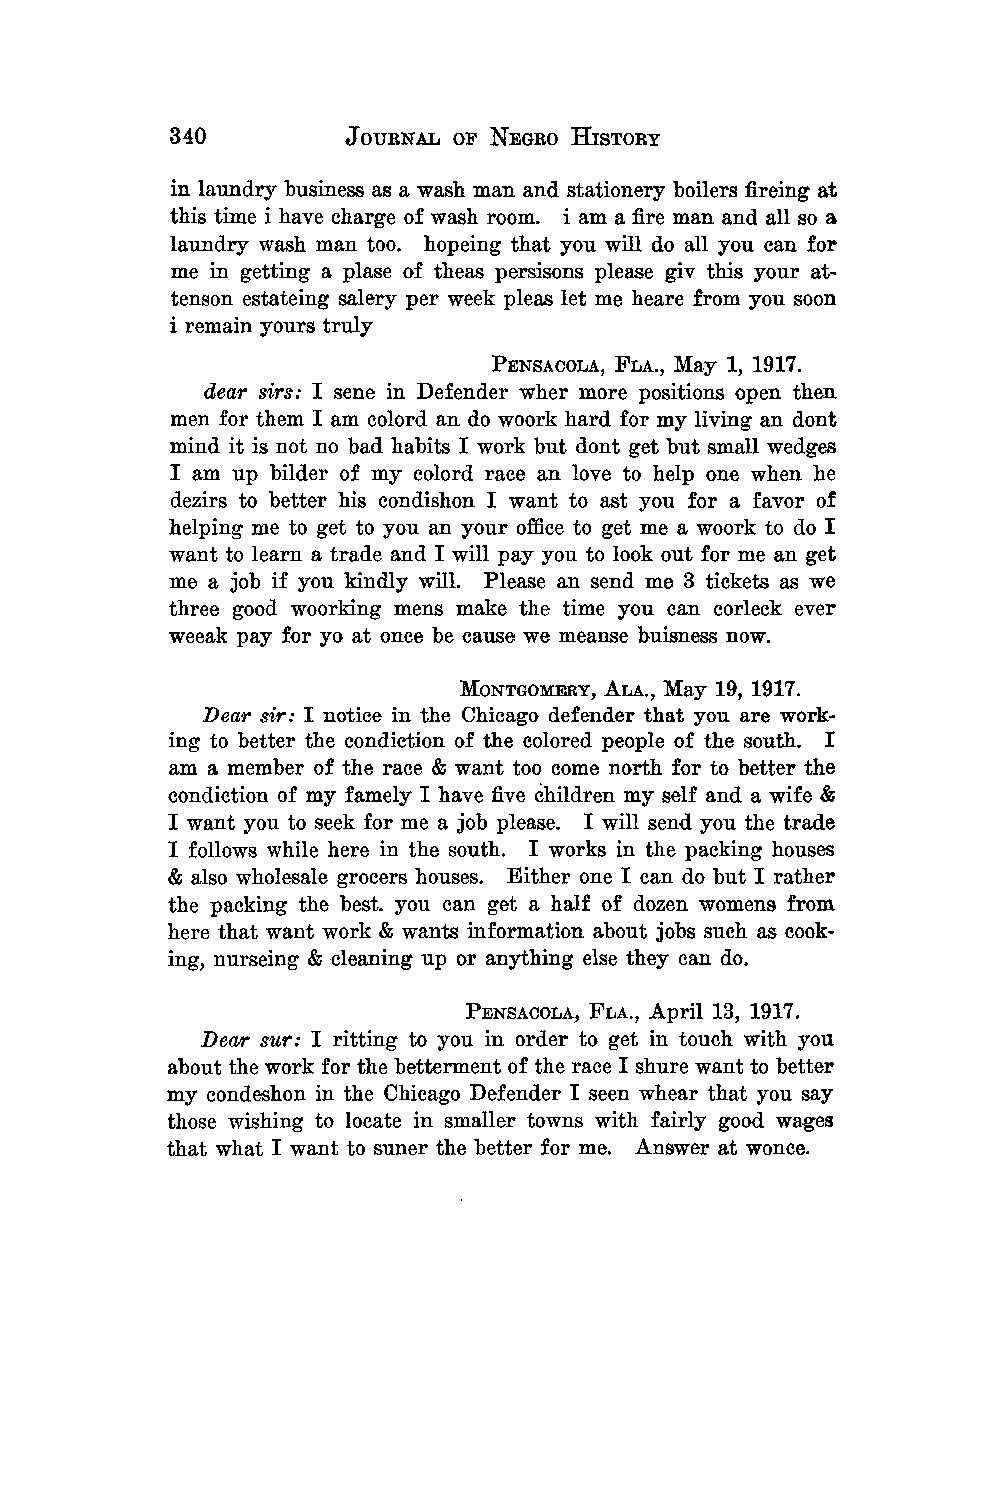 340 JOURNAL OF NEGRO HISTORY
in laundry business as a wash man and stationery boilers fireing at
this time i have charge of wash room. i am a fire man and all so a
laundry wash man too. hopeing that you will do all you can for
me in getting a plase of theas persisons please giv this your at-
tenson estateing salery per week pleas let me heare from you soon
i remain yours truly
PENSACOLA, FLA., May 1, 1917.
dear sirs: I sene in Defender wher more positions open then
men for them I am colord an do woork hard for my living an dont
mind it is not no bad habits I work but dont get but small wedges
I am up bilder of my colord race an love to help one when he
dezirs to better his condishon I want to ast you for a favor of
helping me to get to you an your office to get me a woork to do I
want to learn a trade and I will pay you to look out for me an get
me a job if you kindly will. Please an send me 3 tickets as we
three good woorking mens make the time you can corleck ever
weeak pay for yo at once be cause we meanse buisness now.
MONTGOMERY, ALA., May 19, 1917.
Dear sir: I notice in the Chicago defender that you are work-
ing to better the condiction of the colored people of the south. I
am a member of the race & want too come north for to better the
condiction of my famely I have five children my self and a wife &
I want you to seek for me a job please. I will send you the trade
I follows while here in the south. I works in the packing houses
& also wholesale grocers houses. Either one I can do but I rather
the packing the best. you can get a half of dozen womens from
here that want work & wants information about jobs such as cook-
ing, nurseing & cleaning up or anything else they can do.
PENSACOLA, FLA., April 13, 1917.
Dear sur: I ritting to you in order to get in touch with you
about the work for the betterment of the race I shure want to better
my condeshon in the Chicago Defender I seen whear that you say
those wishing to locate in smaller towns with fairly good wages
that what I want to suner the better for me. Answer at wonce.